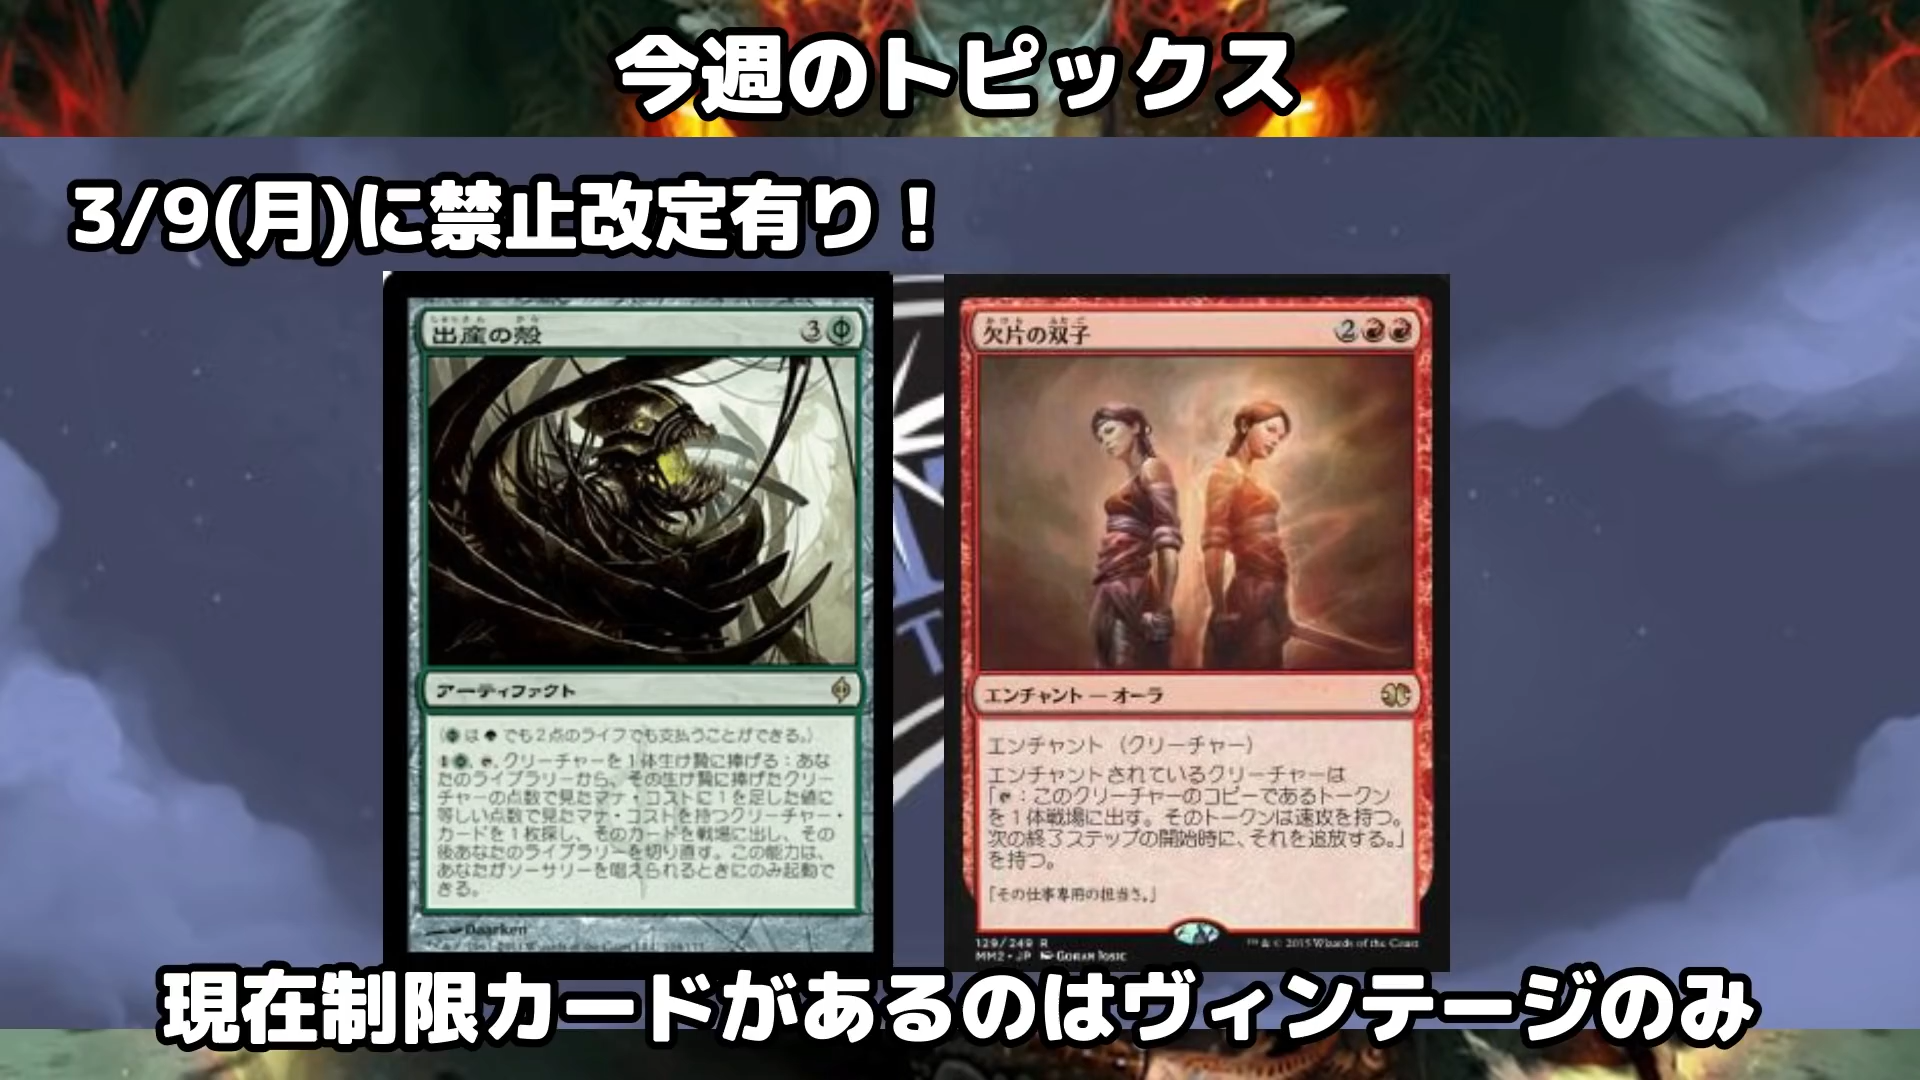 今週のトピックス
3/9(月)に禁止改定有り！
出産の殻 3
アーティファクト
でも2点のライフでも支払うことができる。)
クリーチャーを1体生け贄に捧げる：あな
たのライブラリーから、その生け贄に捧げたクリー
チャーの点数で見たマナ・コストに1を足した値に
等しい点数で見たマナ・コストを持つクリーチャー・
カードを1枚探し、そのカードを戦場に出し、その
後あなたのライブラリーを切り直す。この能力は、
あなたがソーサリーを唱えられるときにのみ起動で
きる。
Daarken
欠片の双子 2
エンチャント — オーラ
エンチャント（クリーチャー）
エンチャントされているクリーチャーは
「：このクリーチャーのコピーであるトークン
を1体戦場に出す。そのトークンは速攻を持つ。
次の終了ステップの開始時に、それを追放する。」
を持つ。
「その仕事専用の担当さ。」
129/249 R
MM2・JP Goran Josic
™ & © 2015 Wizards of the Coast
現在制限カードがあるのはヴィンテージのみ